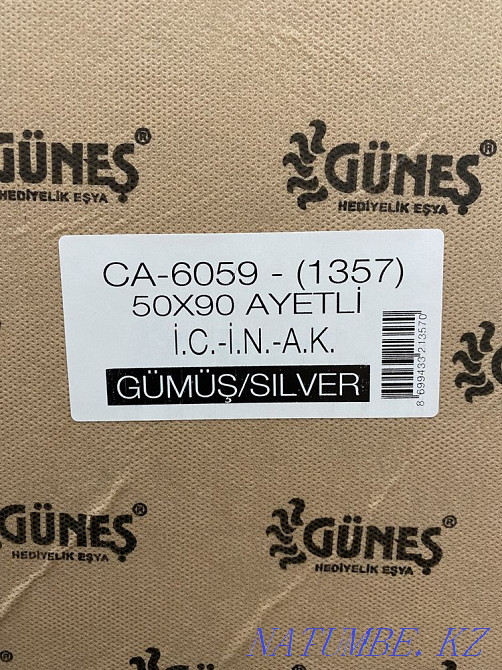 GÜNEŞ®
HEDİYELİK EŞYA
GÜNEŞ®
HEDİYELİK EŞYA
CA-6059 - (1357)
50X90 AYETLİ
İ.C.-İ.N.-A.K.
GÜMÜŞ/SILVER
8 699433 213570
GÜNEŞ®
HEDİYELİK EŞYA
GÜNEŞ®
HEDİYELİK EŞYA
NATUMBE.KZ